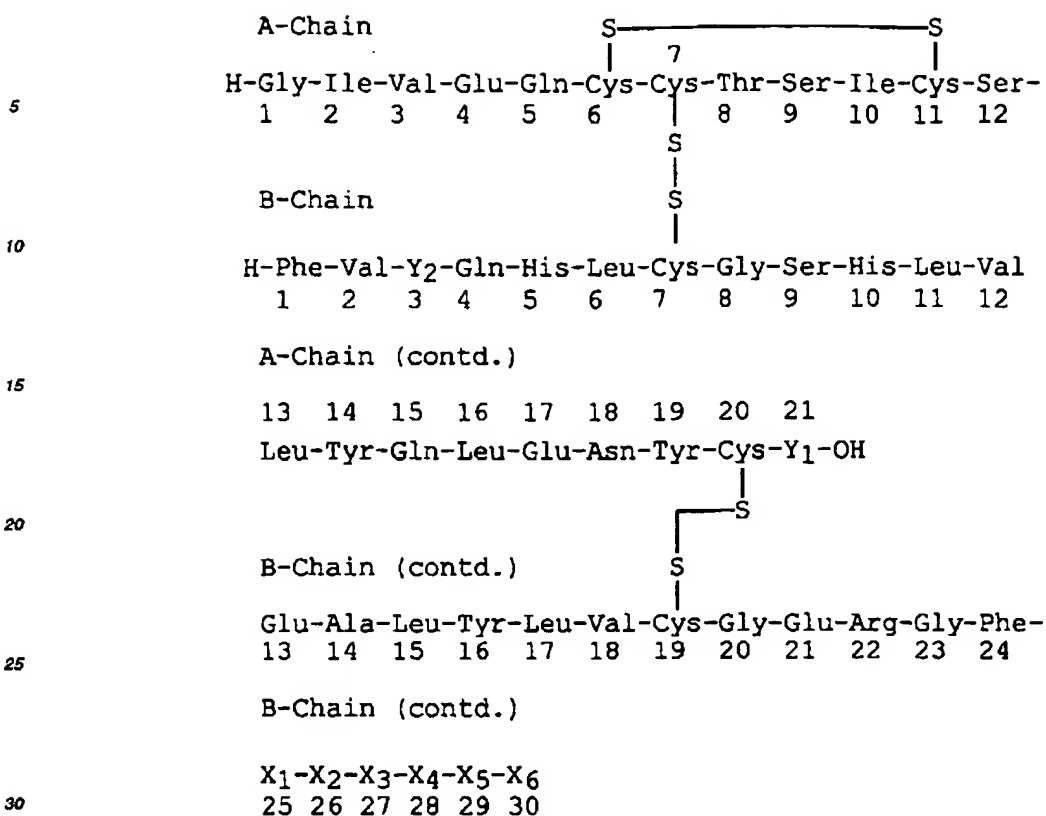 A-Chain S S
7
H-Gly-Ile-Val-Glu-Gln-Cys-Cys-Thr-Ser-Ile-Cys-Ser-
5
1 2 3 4 5 6 8 9 10 11 12
S
B-Chain S
10
H-Phe-Val-Y2-Gln-His-Leu-Cys-Gly-Ser-His-Leu-Val
1 2 3 4 5 6 7 8 9 10 11 12
A-Chain (contd.)
15
13 14 15 16 17 18 19 20 21
Leu-Tyr-Gln-Leu-Glu-Asn-Tyr-Cys-Y1-OH
S
20
B-Chain (contd.) S
Glu-Ala-Leu-Tyr-Leu-Val-Cys-Gly-Glu-Arg-Gly-Phe-
13 14 15 16 17 18 19 20 21 22 23 24
25
B-Chain (contd.)
X1-X2-X3-X4-X5-X6
25 26 27 28 29 30
30